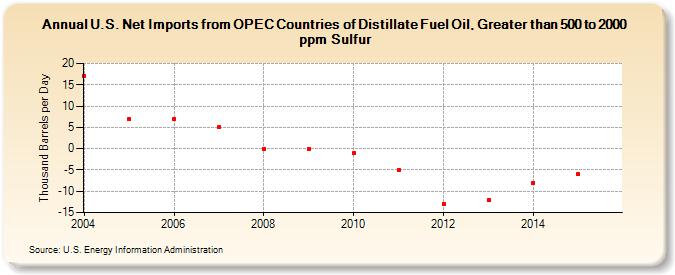 Annual U.S. Net Imports from OPEC Countries of Distillate Fuel Oil, Greater than 500 to 2000
ppm Sulfur
Thousand Barrels per Day
20
15
10
5
0
-5
-10
-15
2004 2006 2008 2010 2012 2014
Source: U.S. Energy Information Administration